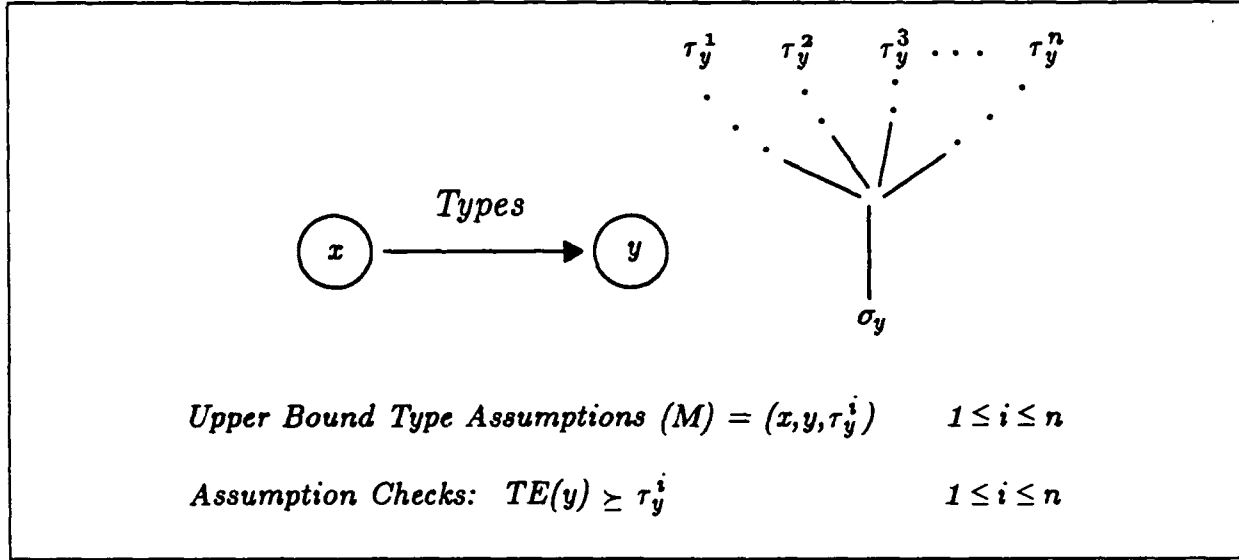 τ_y^1 τ_y^2 τ_y^3 . . . τ_y^n
Types
x y
σ_y
Upper Bound Type Assumptions (M) = (x,y,τ_y^i) 1 ≤ i ≤ n
Assumption Checks: TE(y) ⪰ τ_y^i 1 ≤ i ≤ n